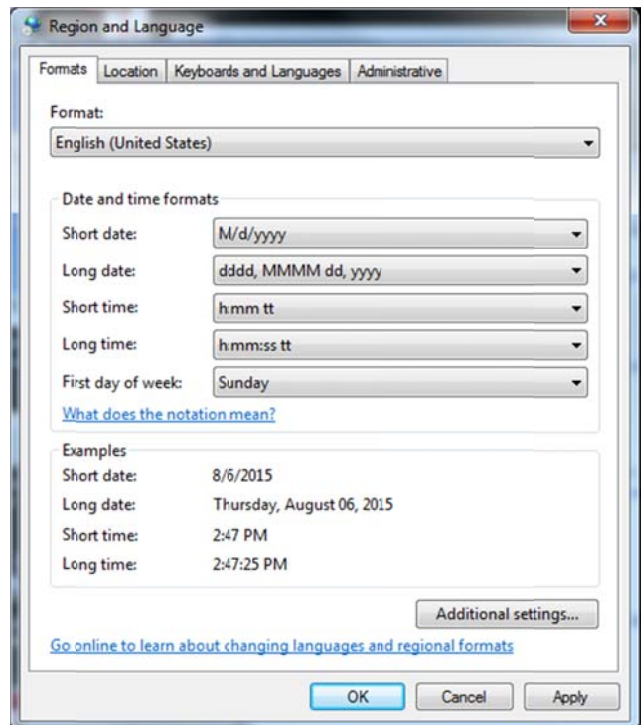 Region and Language
Formats Location Keyboards and Languages Administrative
Format:
English (United States)
Date and time formats
Short date: M/d/yyyy
Long date: dddd, MMMM dd, yyyy
Short time: h:mm tt
Long time: h:mm:ss tt
First day of week: Sunday
What does the notation mean?
Examples
Short date: 8/6/2015
Long date: Thursday, August 06, 2015
Short time: 2:47 PM
Long time: 2:47:25 PM
Additional settings...
Go online to learn about changing languages and regional formats
OK Cancel Apply